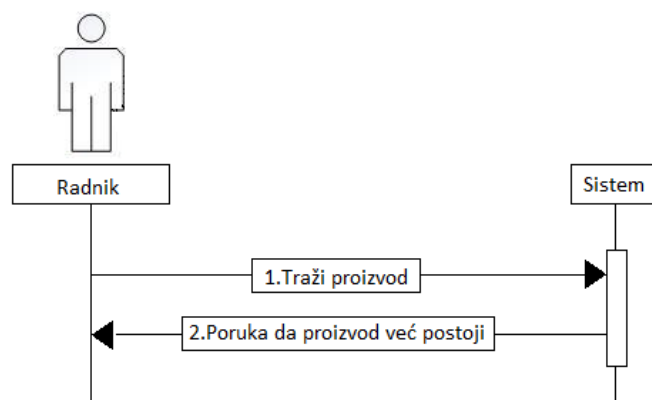 Radnik
Sistem
1.Traži proizvod
2.Poruka da proizvod već postoji